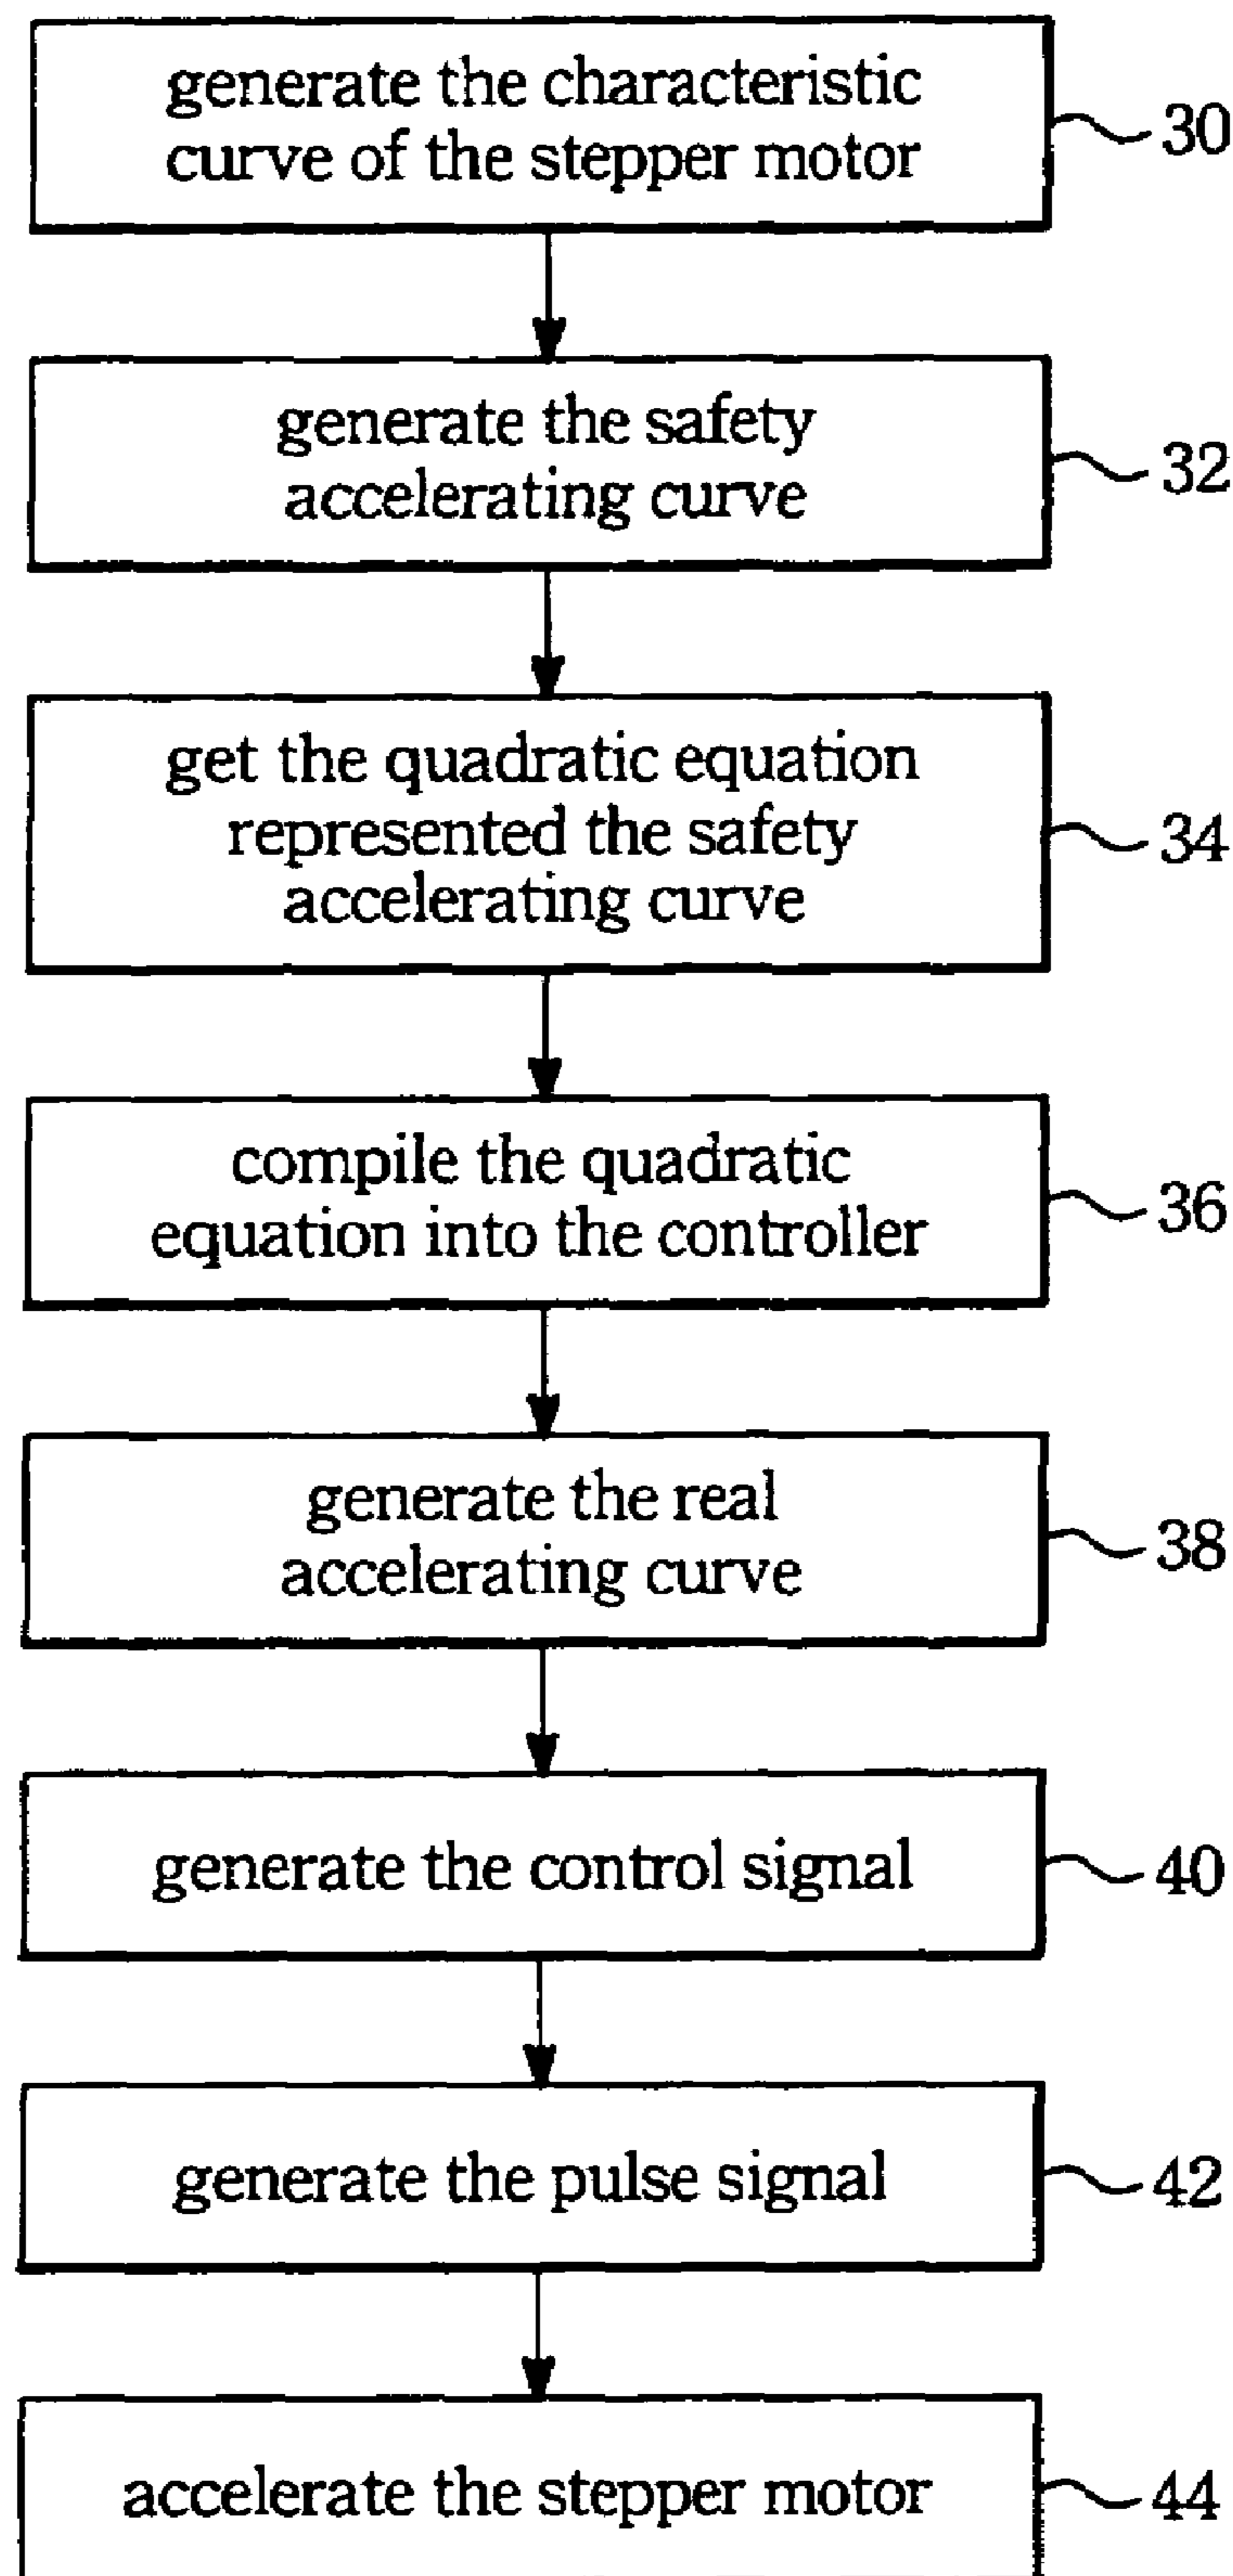 generate the characteristic
curve of the stepper motor
30
generate the safety
accelerating curve
32
get the quadratic equation
represented the safety
accelerating curve
34
compile the quadratic
equation into the controller
36
generate the real
accelerating curve
38
generate the control signal
40
generate the pulse signal
42
accelerate the stepper motor
44